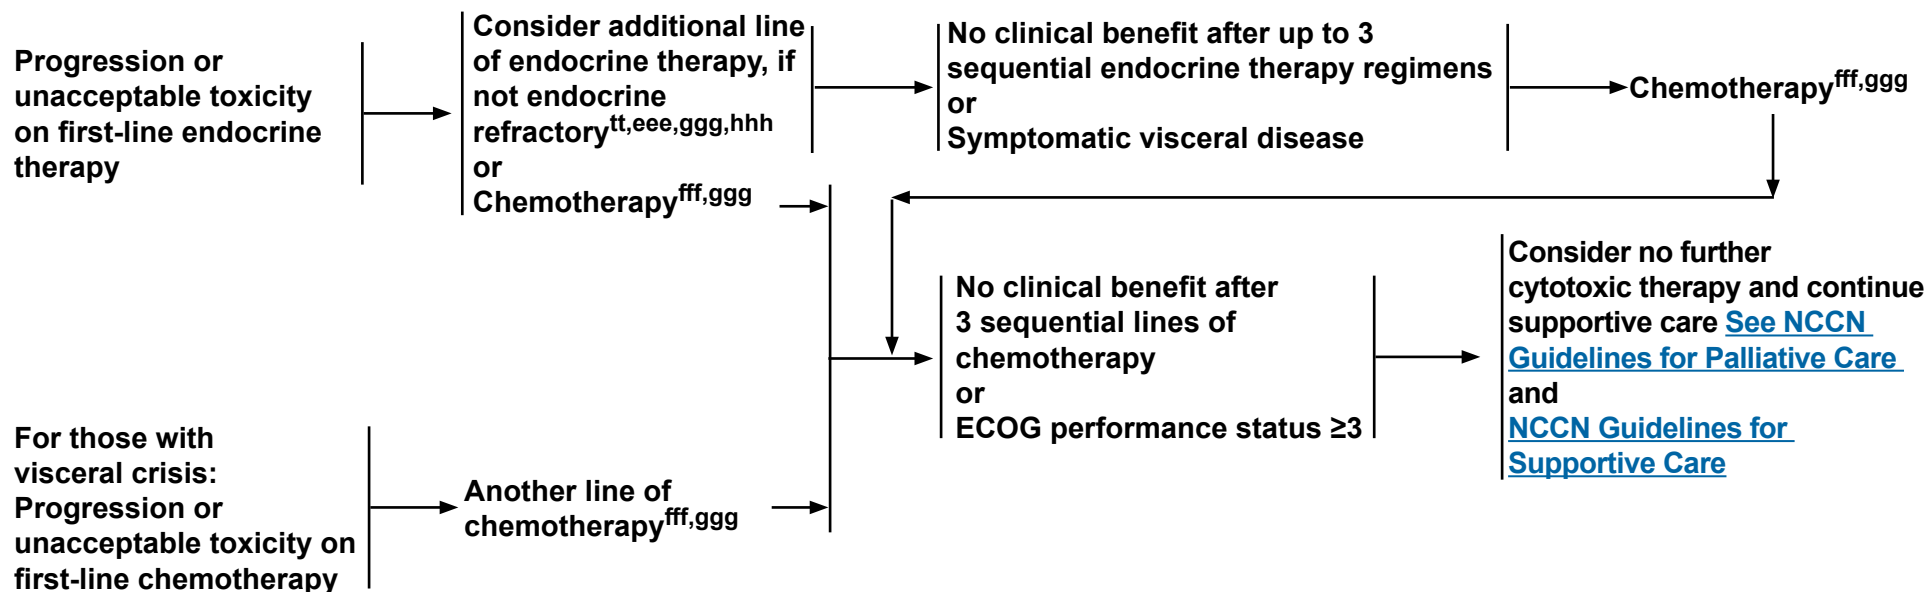 Progression or
unacceptable toxicity
on first-line endocrine
therapy
Consider additional line
of endocrine therapy, if
not endocrine
refractorytt,eee,ggg,hhh
or
Chemotherapyfff,ggg
No clinical benefit after up to 3
sequential endocrine therapy regimens
or
Symptomatic visceral disease
Chemotherapyfff,ggg
For those with
visceral crisis:
Progression or
unacceptable toxicity on
first-line chemotherapy
Another line of
chemotherapyfff,ggg
No clinical benefit after
3 sequential lines of
chemotherapy
or
ECOG performance status ≥3
Consider no further
cytotoxic therapy and continue
supportive care See NCCN
Guidelines for Palliative Care
and
NCCN Guidelines for
Supportive Care